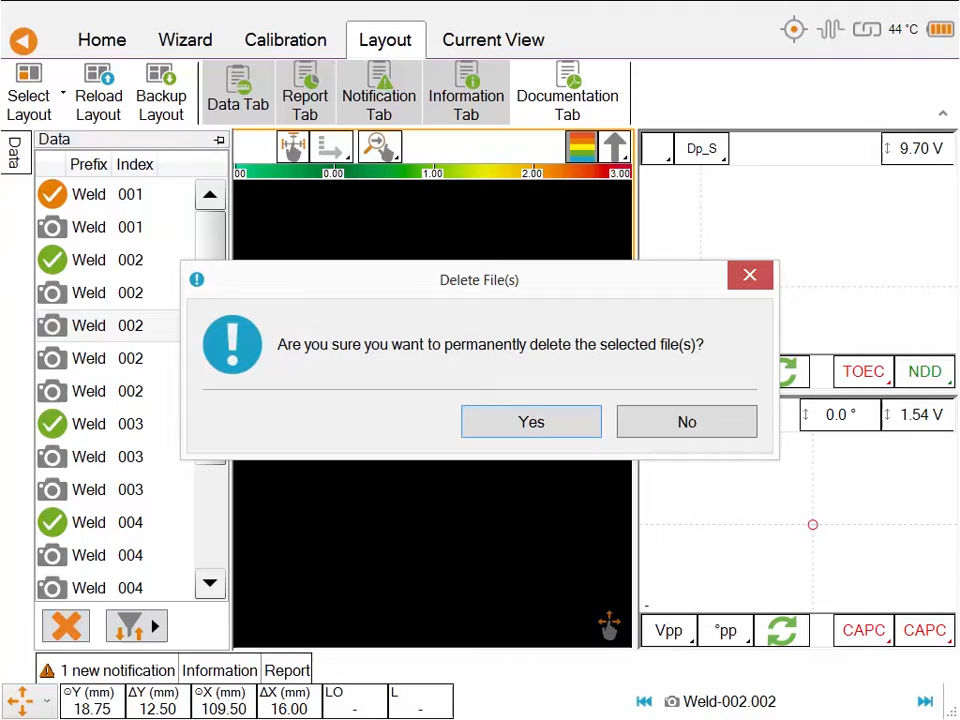 Home Wizard Calibration Layout Current View 44 °C
Select Layout
Reload Layout
Backup Layout
Data Tab
Report Tab
Notification Tab
Information Tab
Documentation Tab
Data
Data
Prefix Index
Weld 001
Weld 001
Weld 002
Weld 002
Weld 002
Weld 002
Weld 002
Weld 003
Weld 003
Weld 003
Weld 004
Weld 004
Weld 004
00 0.00 1.00 2.00 3.00
Dp_S 9.70 V
Delete File(s)
Are you sure you want to permanently delete the selected file(s)?
Yes No
TOEC NDD
0.0 ° 1.54 V
-
Vpp °pp CAPC CAPC
1 new notification Information Report
Y (mm) ΔY (mm) X (mm) ΔX (mm) LO L
18.75 12.50 109.50 16.00 - -
Weld-002.002